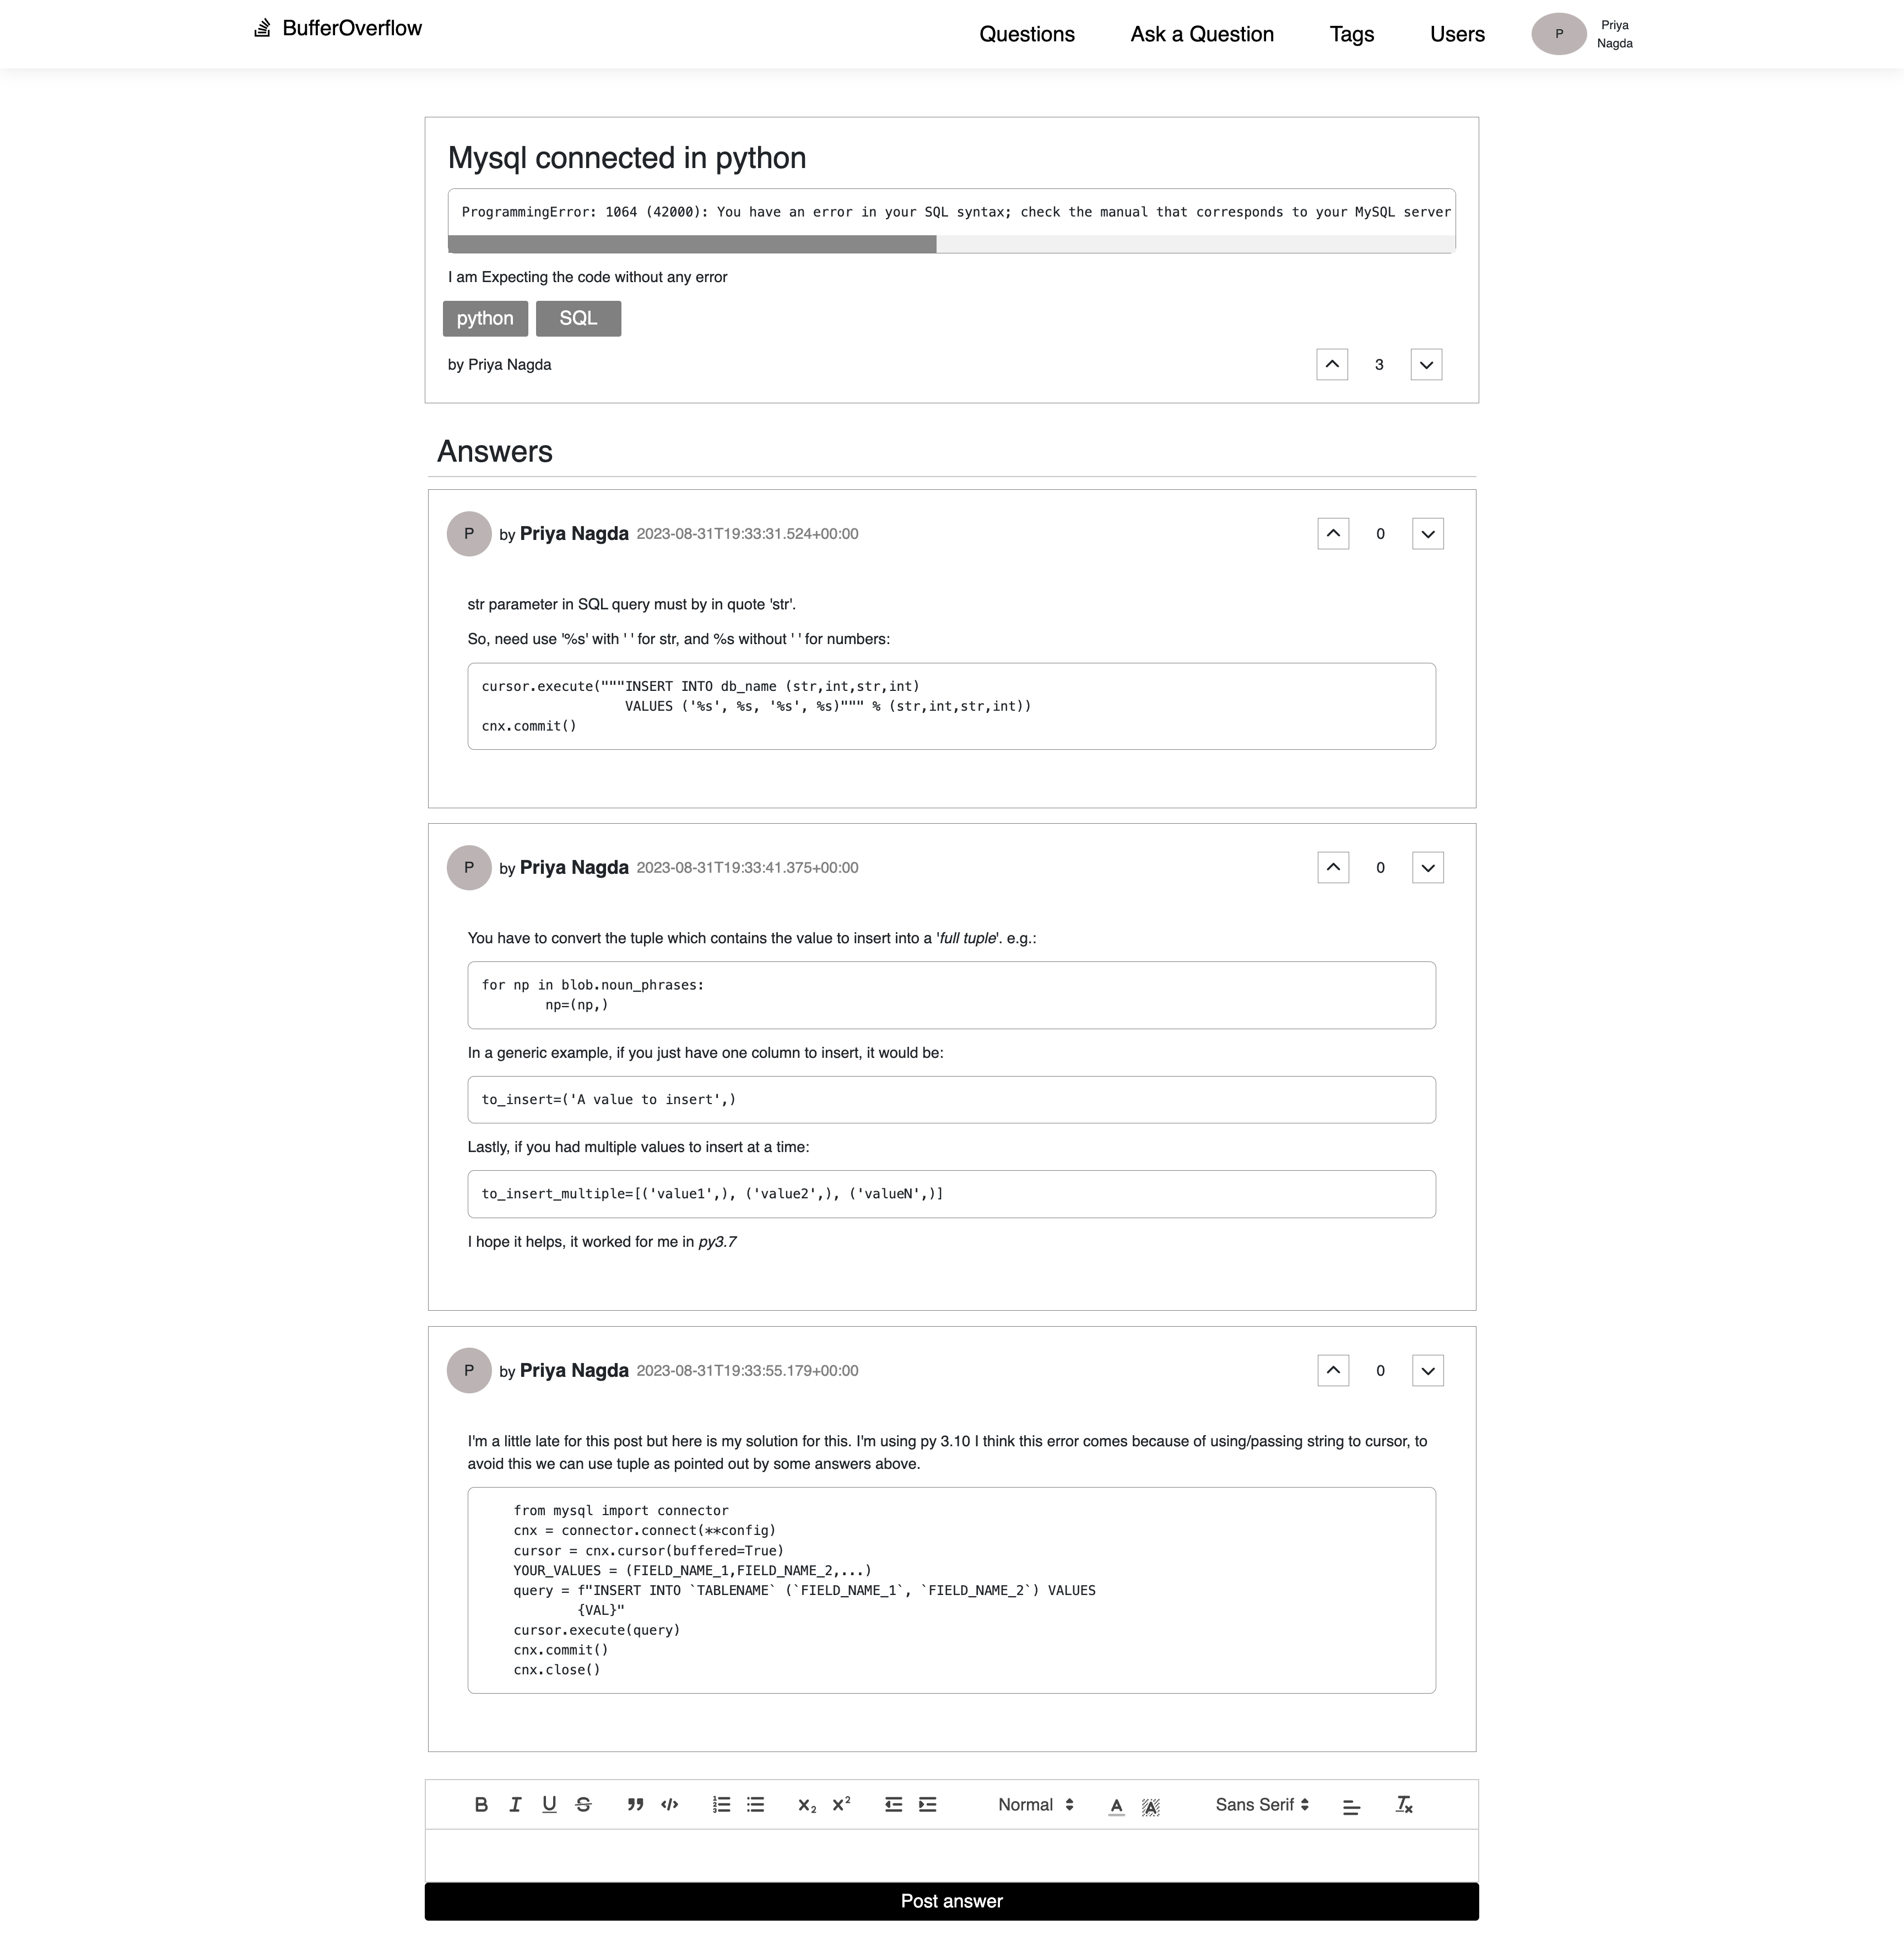 BufferOverflow
Questions
Ask a Question
Tags
Users
P
Priya
Nagda
Mysql connected in python
ProgrammingError: 1064 (42000): You have an error in your SQL syntax; check the manual that corresponds to your MySQL server
I am Expecting the code without any error
python
SQL
by Priya Nagda
3
Answers
P
by Priya Nagda 2023-08-31T19:33:31.524+00:00
0
str parameter in SQL query must by in quote 'str'.
So, need use '%s' with ' ' for str, and %s without ' ' for numbers:
cursor.execute("""INSERT INTO db_name (str,int,str,int)
                  VALUES ('%s', %s, '%s', %s)""" % (str,int,str,int))
cnx.commit()
P
by Priya Nagda 2023-08-31T19:33:41.375+00:00
0
You have to convert the tuple which contains the value to insert into a 'full tuple'. e.g.:
for np in blob.noun_phrases:
        np=(np,)
In a generic example, if you just have one column to insert, it would be:
to_insert=('A value to insert',)
Lastly, if you had multiple values to insert at a time:
to_insert_multiple=[('value1',), ('value2',), ('valueN',)]
I hope it helps, it worked for me in py3.7
P
by Priya Nagda 2023-08-31T19:33:55.179+00:00
0
I'm a little late for this post but here is my solution for this. I'm using py 3.10 I think this error comes because of using/passing string to cursor, to
avoid this we can use tuple as pointed out by some answers above.
    from mysql import connector
    cnx = connector.connect(**config)
    cursor = cnx.cursor(buffered=True)
    YOUR_VALUES = (FIELD_NAME_1,FIELD_NAME_2,...)
    query = f"INSERT INTO `TABLENAME` (`FIELD_NAME_1`, `FIELD_NAME_2`) VALUES
            {VAL}"
    cursor.execute(query)
    cnx.commit()
    cnx.close()
Normal
Sans Serif
Post answer